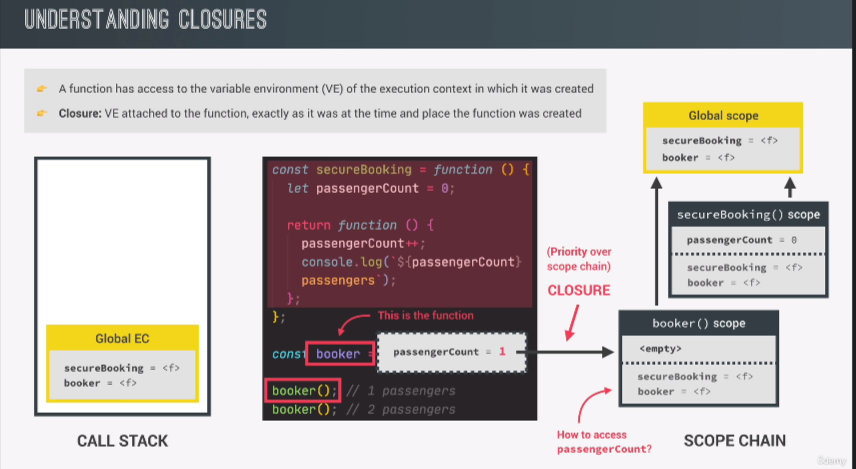 UNDERSTANDING CLOSURES
👉 A function has access to the variable environment (VE) of the execution context in which it was created
👉 Closure: VE attached to the function, exactly as it was at the time and place the function was created
Global EC
secureBooking = <f>
booker = <f>
CALL STACK
const secureBooking = function () {
let passengerCount = 0;
return function () {
passengerCount++;
console.log(`${passengerCount}
passengers`);
};
};
This is the function
const booker =
passengerCount = 1
booker(); // 1 passengers
booker(); // 2 passengers
(Priority over
scope chain)
CLOSURE
How to access
passengerCount?
Global scope
secureBooking = <f>
booker = <f>
secureBooking() scope
passengerCount = 0
secureBooking = <f>
booker = <f>
booker() scope
<empty>
secureBooking = <f>
booker = <f>
SCOPE CHAIN
Udemy